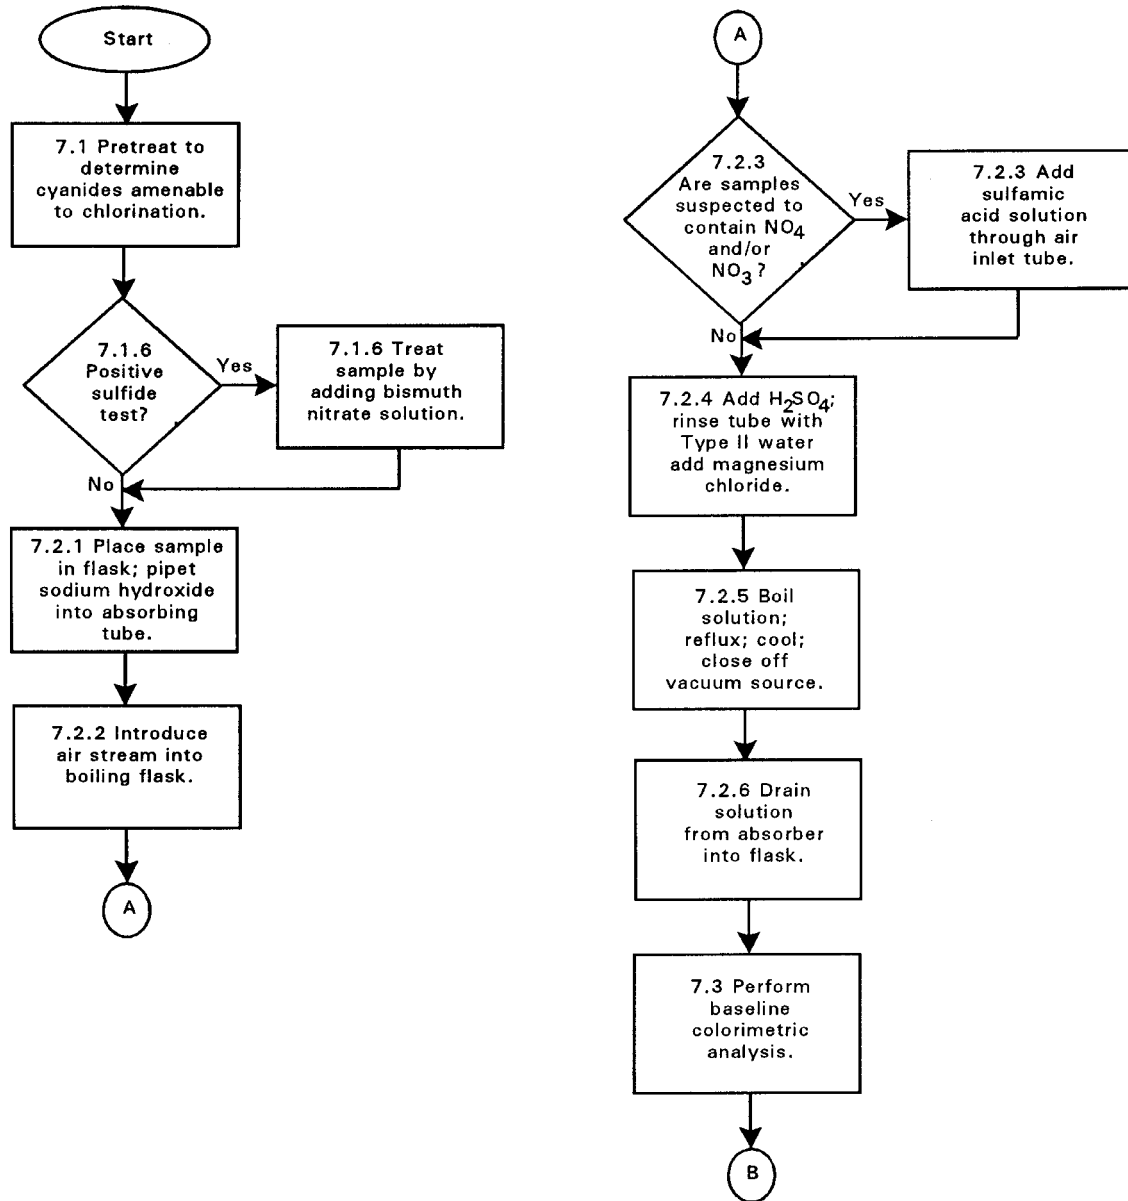 Start
7.1 Pretreat to
determine
cyanides amenable
to chlorination.
7.1.6
Positive
sulfide
test?
Yes
7.1.6 Treat
sample by
adding bismuth
nitrate solution.
No
7.2.1 Place sample
in flask; pipet
sodium hydroxide
into absorbing
tube.
7.2.2 Introduce
air stream into
boiling flask.
A
A
7.2.3
Are samples
suspected to
contain NO4
and/or
NO3?
Yes
7.2.3 Add
sulfamic
acid solution
through air
inlet tube.
No
7.2.4 Add H2SO4;
rinse tube with
Type II water
add magnesium
chloride.
7.2.5 Boil
solution;
reflux; cool;
close off
vacuum source.
7.2.6 Drain
solution
from absorber
into flask.
7.3 Perform
baseline
colorimetric
analysis.
B